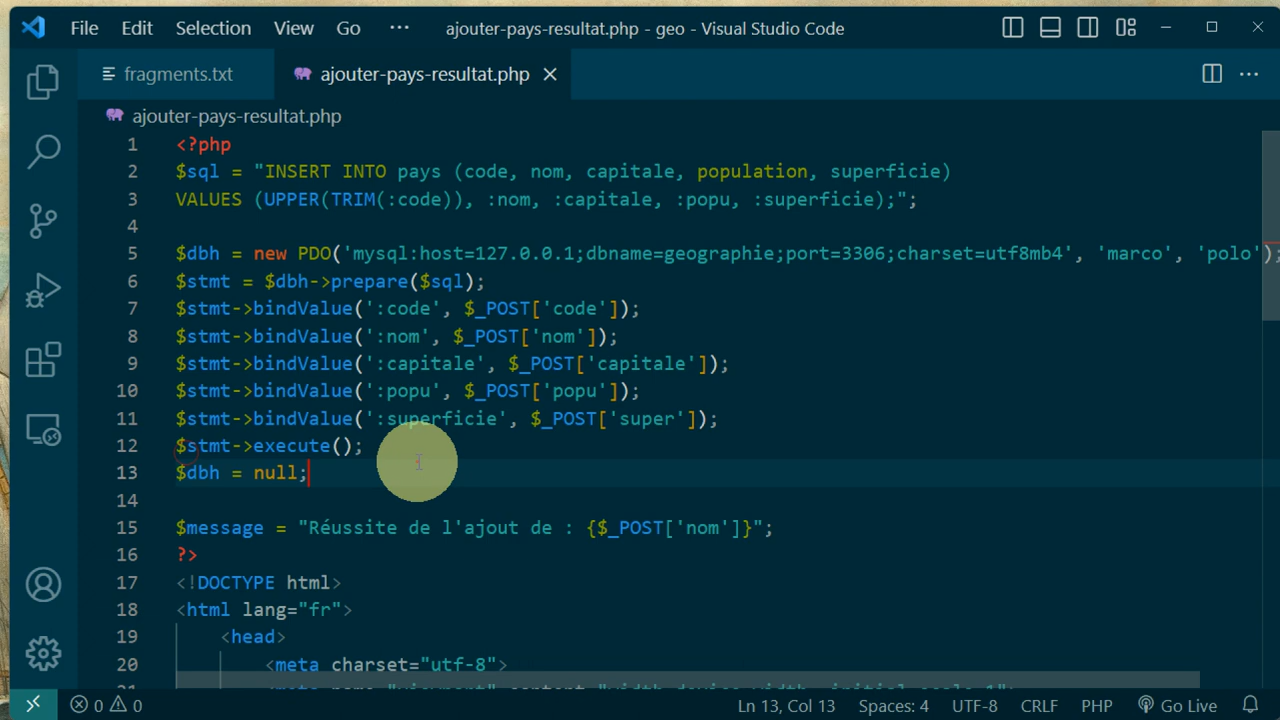 File Edit Selection View Go ··· ajouter-pays-resultat.php - geo - Visual Studio Code
fragments.txt ajouter-pays-resultat.php
ajouter-pays-resultat.php
1 <?php
2 $sql = "INSERT INTO pays (code, nom, capitale, population, superficie)
3 VALUES (UPPER(TRIM(:code)), :nom, :capitale, :popu, :superficie);";
4
5 $dbh = new PDO('mysql:host=127.0.0.1;dbname=geographie;port=3306;charset=utf8mb4', 'marco', 'polo');
6 $stmt = $dbh->prepare($sql);
7 $stmt->bindValue(':code', $_POST['code']);
8 $stmt->bindValue(':nom', $_POST['nom']);
9 $stmt->bindValue(':capitale', $_POST['capitale']);
10 $stmt->bindValue(':popu', $_POST['popu']);
11 $stmt->bindValue(':superficie', $_POST['super']);
12 $stmt->execute();
13 $dbh = null;
14
15 $message = "Réussite de l'ajout de : {$_POST['nom']}";
16 ?>
17 <!DOCTYPE html>
18 <html lang="fr">
19 <head>
20 <meta charset="utf-8">
0 0 Ln 13, Col 13 Spaces: 4 UTF-8 CRLF PHP Go Live